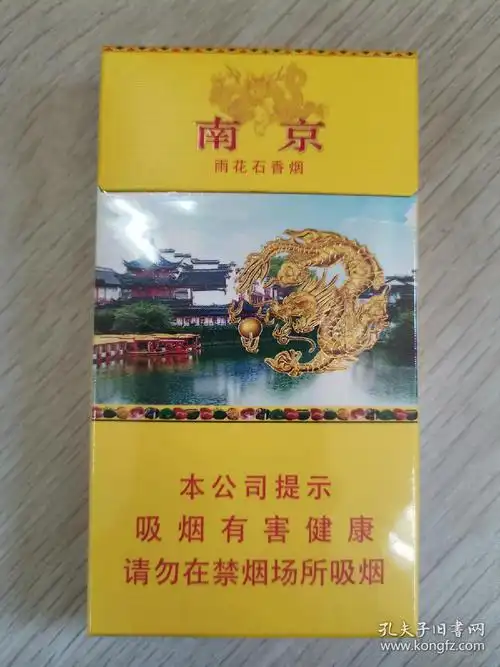 南京
雨花石香烟
本公司提示
吸烟有害健康
请勿在禁烟场所吸烟
孔夫子旧书网
www.kongfz.com